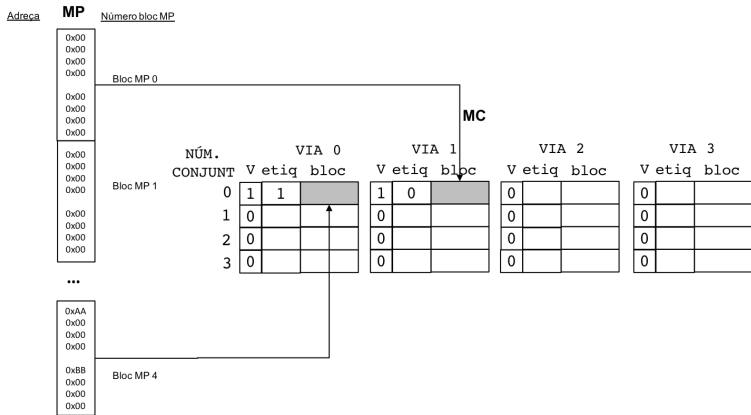 Adreça MP Número bloc MP
0x00
0x00
0x00
0x00
Bloc MP 0
0x00
0x00
0x00
0x00
MC
0x00
0x00
0x00
0x00
Bloc MP 1
0x00
0x00
0x00
0x00
NÚM. VIA 0 VIA 1 VIA 2 VIA 3
CONJUNT V etiq bloc V etiq bloc V etiq bloc V etiq bloc
0 1 1 1 0 0 0
1 0 0 0 0
2 0 0 0 0
3 0 0 0 0
...
0xAA
0x00
0x00
0x00
0xBB
Bloc MP 4
0x00
0x00
0x00